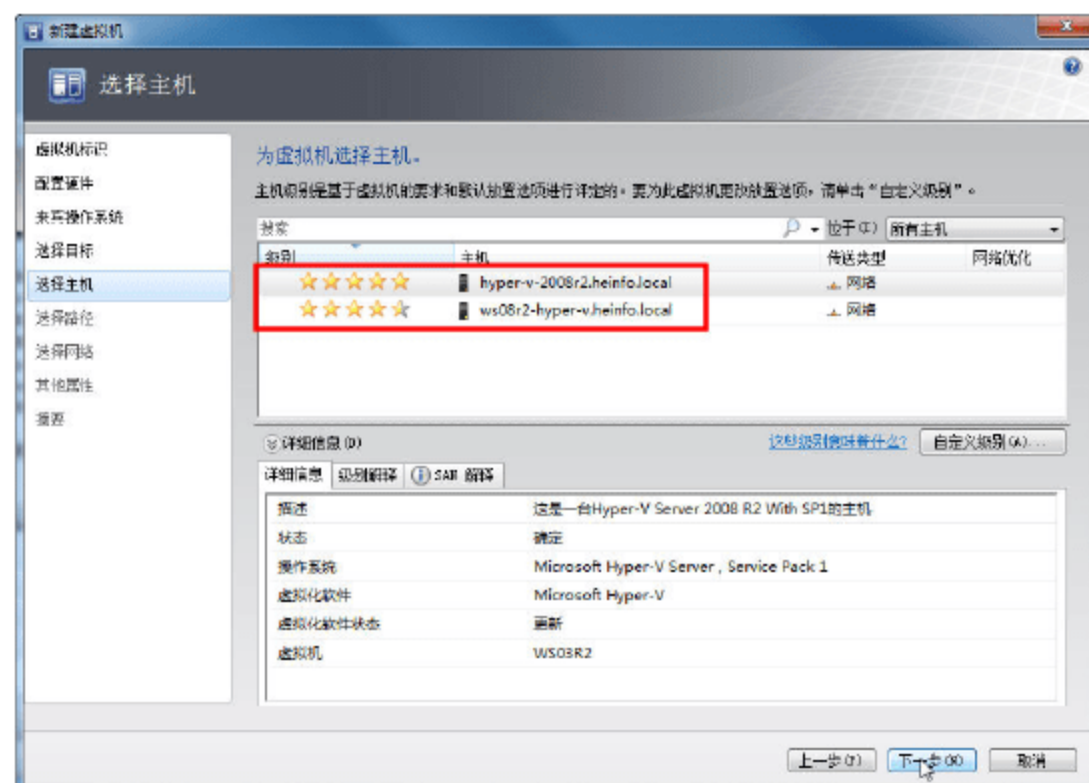 新建虚拟机
选择主机
虚拟机标识
配置硬件
来宾操作系统
选择目标
选择主机
选择路径
选择网络
其他属性
摘要
为虚拟机选择主机。
主机级别是基于虚拟机的要求和默认放置选项进行评定的。要为此虚拟机更改放置选项，请单击“自定义级别”。
搜索 位于(I) 所有主机
级别 主机 传送类型 网络优化
hyper-v-2008r2.heinfo.local 网络
ws08r2-hyper-v.heinfo.local 网络
详细信息(D) 这些级别意味着什么? 自定义级别(A)...
详细信息 级别解释 SAN 解释
描述 这是一台Hyper-V Server 2008 R2 With SP1的主机
状态 确定
操作系统 Microsoft Hyper-V Server , Service Pack 1
虚拟化软件 Microsoft Hyper-V
虚拟化软件状态 更新
虚拟机 WS03R2
上一步(P) 下一步(N) 取消